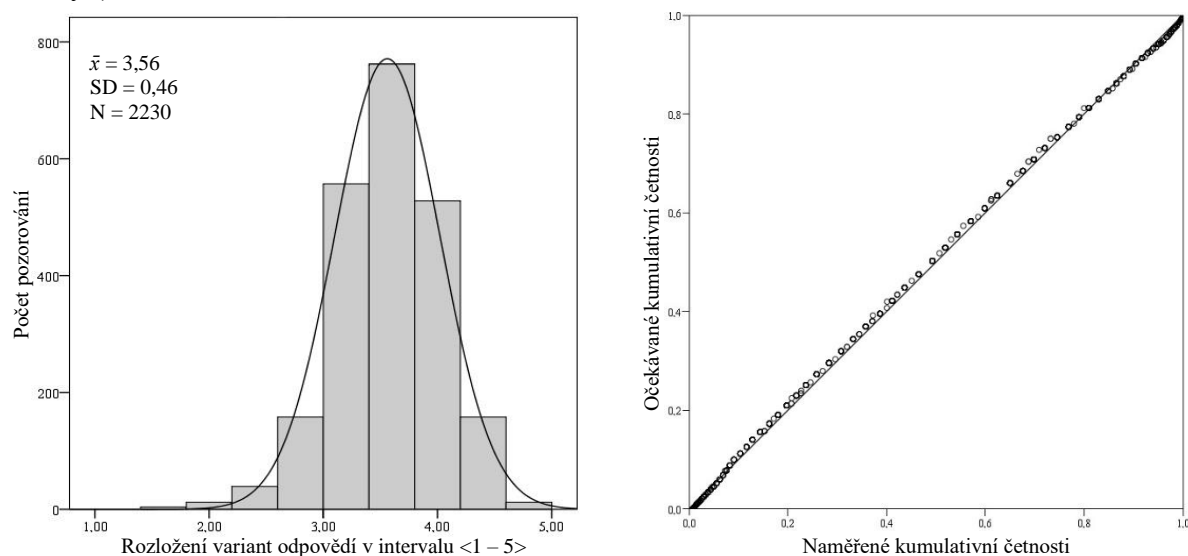 800
600
400
200
0
x̄ = 3,56
SD = 0,46
N = 2230
Počet pozorování
1,00 2,00 3,00 4,00 5,00
Rozložení variant odpovědí v intervalu <1 – 5>
1,0
0,8
0,6
0,4
0,2
0,0
Očekávané kumulativní četnosti
0,0 0,2 0,4 0,6 0,8 1,0
Naměřené kumulativní četnosti